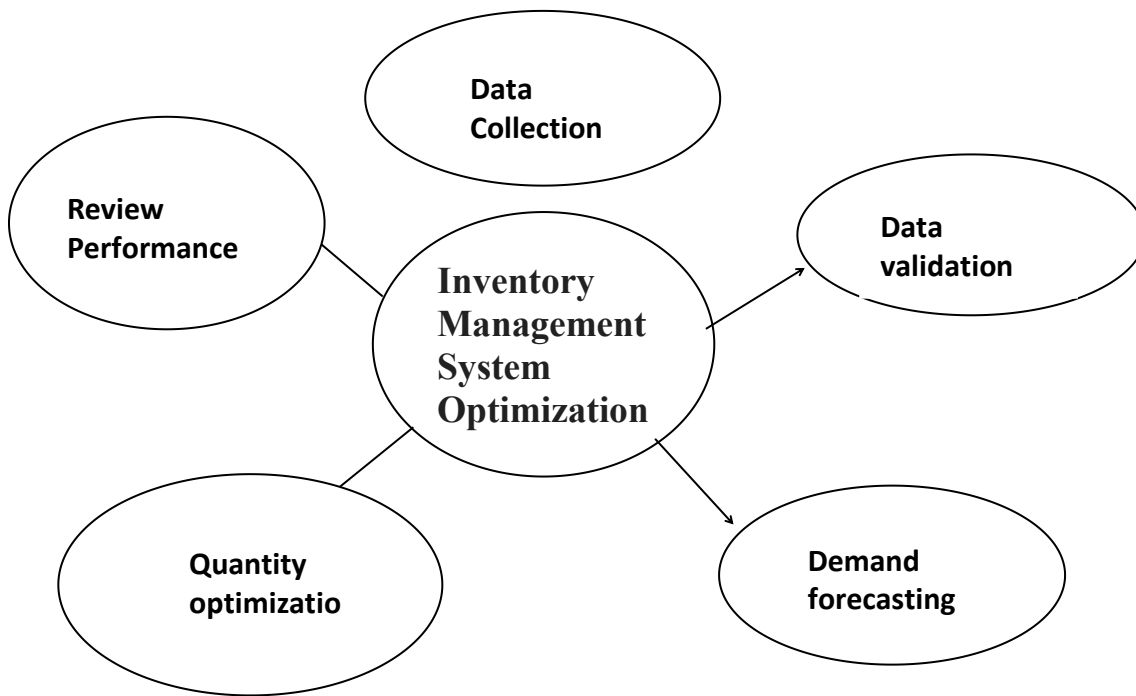 Data
Collection
Review
Performance
Data
validation
Inventory
Management
System
Optimization
Quantity
optimizatio
Demand
forecasting